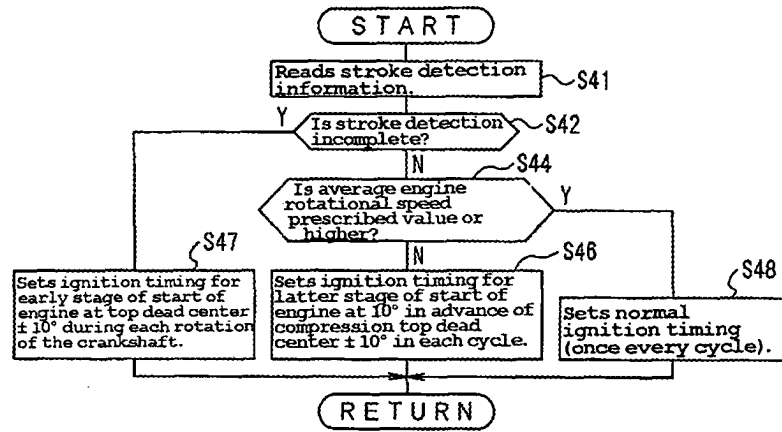 START
Reads stroke detection
information.
S41
Y
Is stroke detection
incomplete?
S42
N
S44
Is average engine
rotational speed
prescribed value or
higher?
Y
N
S47
Sets ignition timing for
early stage of start of
engine at top dead center
± 10° during each rotation
of the crankshaft.
S46
Sets ignition timing for
latter stage of start of
engine at 10° in advance of
compression top dead
center ± 10° in each cycle.
S48
Sets normal
ignition timing
(once every cycle).
RETURN